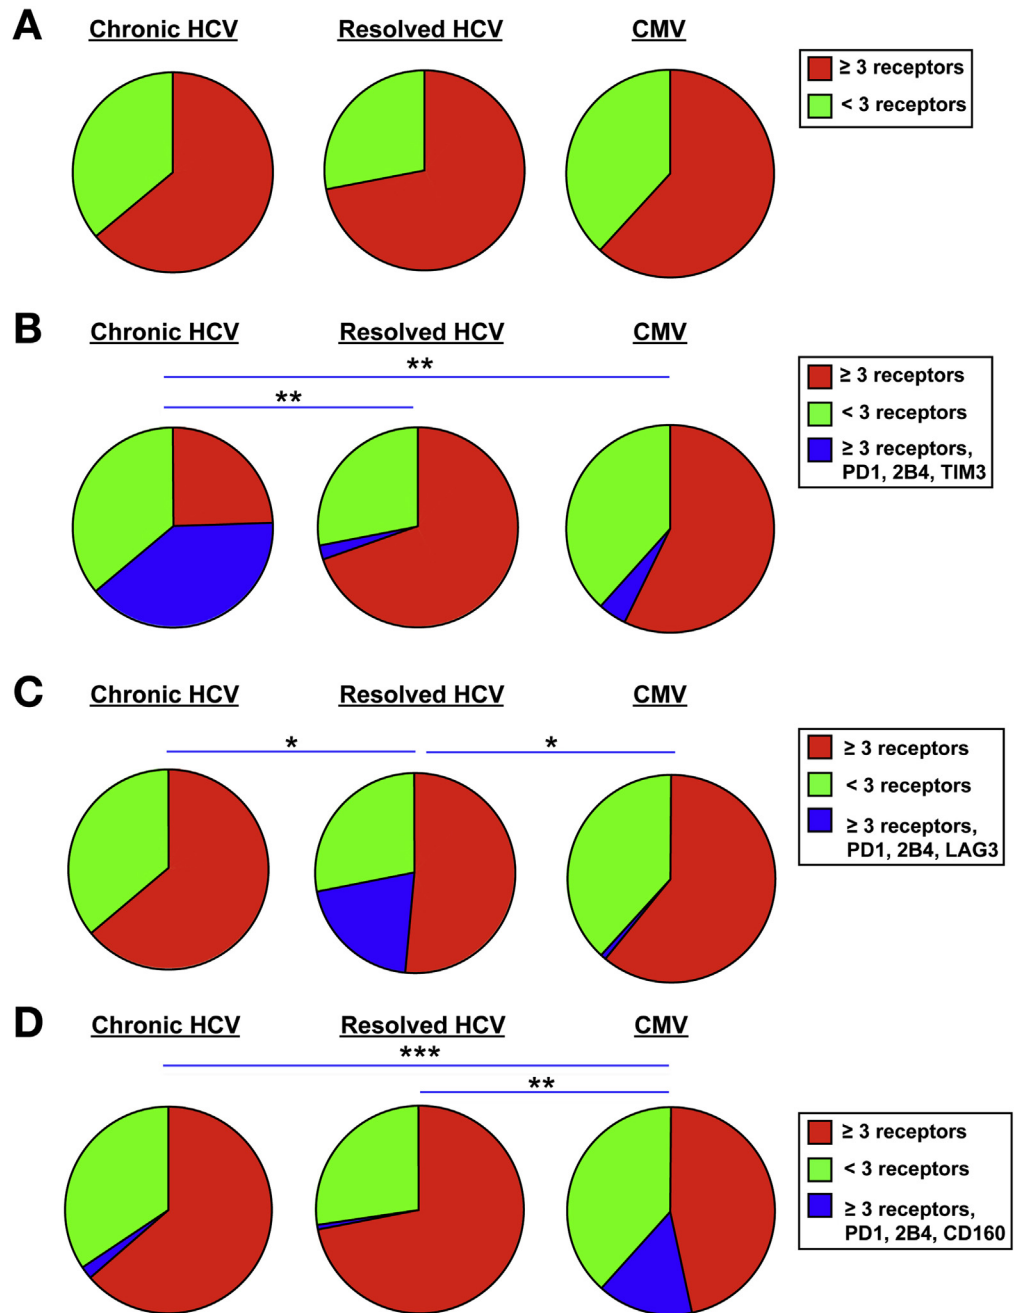 A
Chronic HCV
Resolved HCV
CMV
≥ 3 receptors
< 3 receptors
B
Chronic HCV
Resolved HCV
CMV
**
**
≥ 3 receptors
< 3 receptors
≥ 3 receptors,
PD1, 2B4, TIM3
C
Chronic HCV
Resolved HCV
CMV
*
*
≥ 3 receptors
< 3 receptors
≥ 3 receptors,
PD1, 2B4, LAG3
D
Chronic HCV
Resolved HCV
CMV
***
**
≥ 3 receptors
< 3 receptors
≥ 3 receptors,
PD1, 2B4, CD160